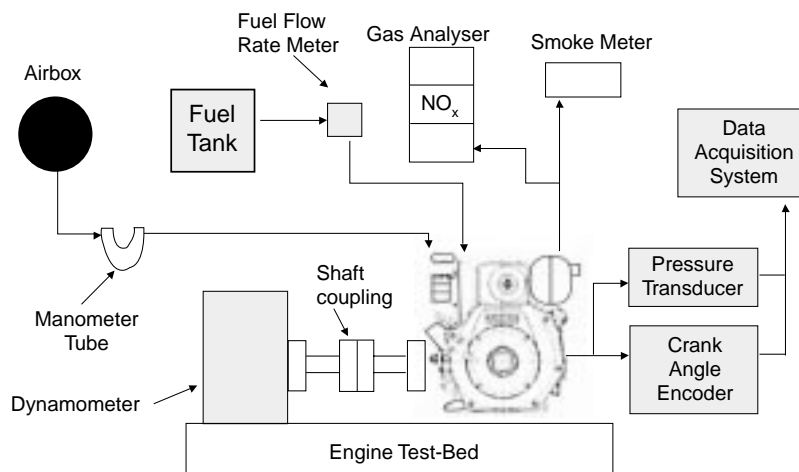 Fuel Flow
Rate Meter
Gas Analyser
Smoke Meter
Airbox
Fuel
Tank
NOx
Data
Acquisition
System
Shaft
coupling
Pressure
Transducer
Manometer
Tube
Crank
Angle
Encoder
Dynamometer
Engine Test-Bed